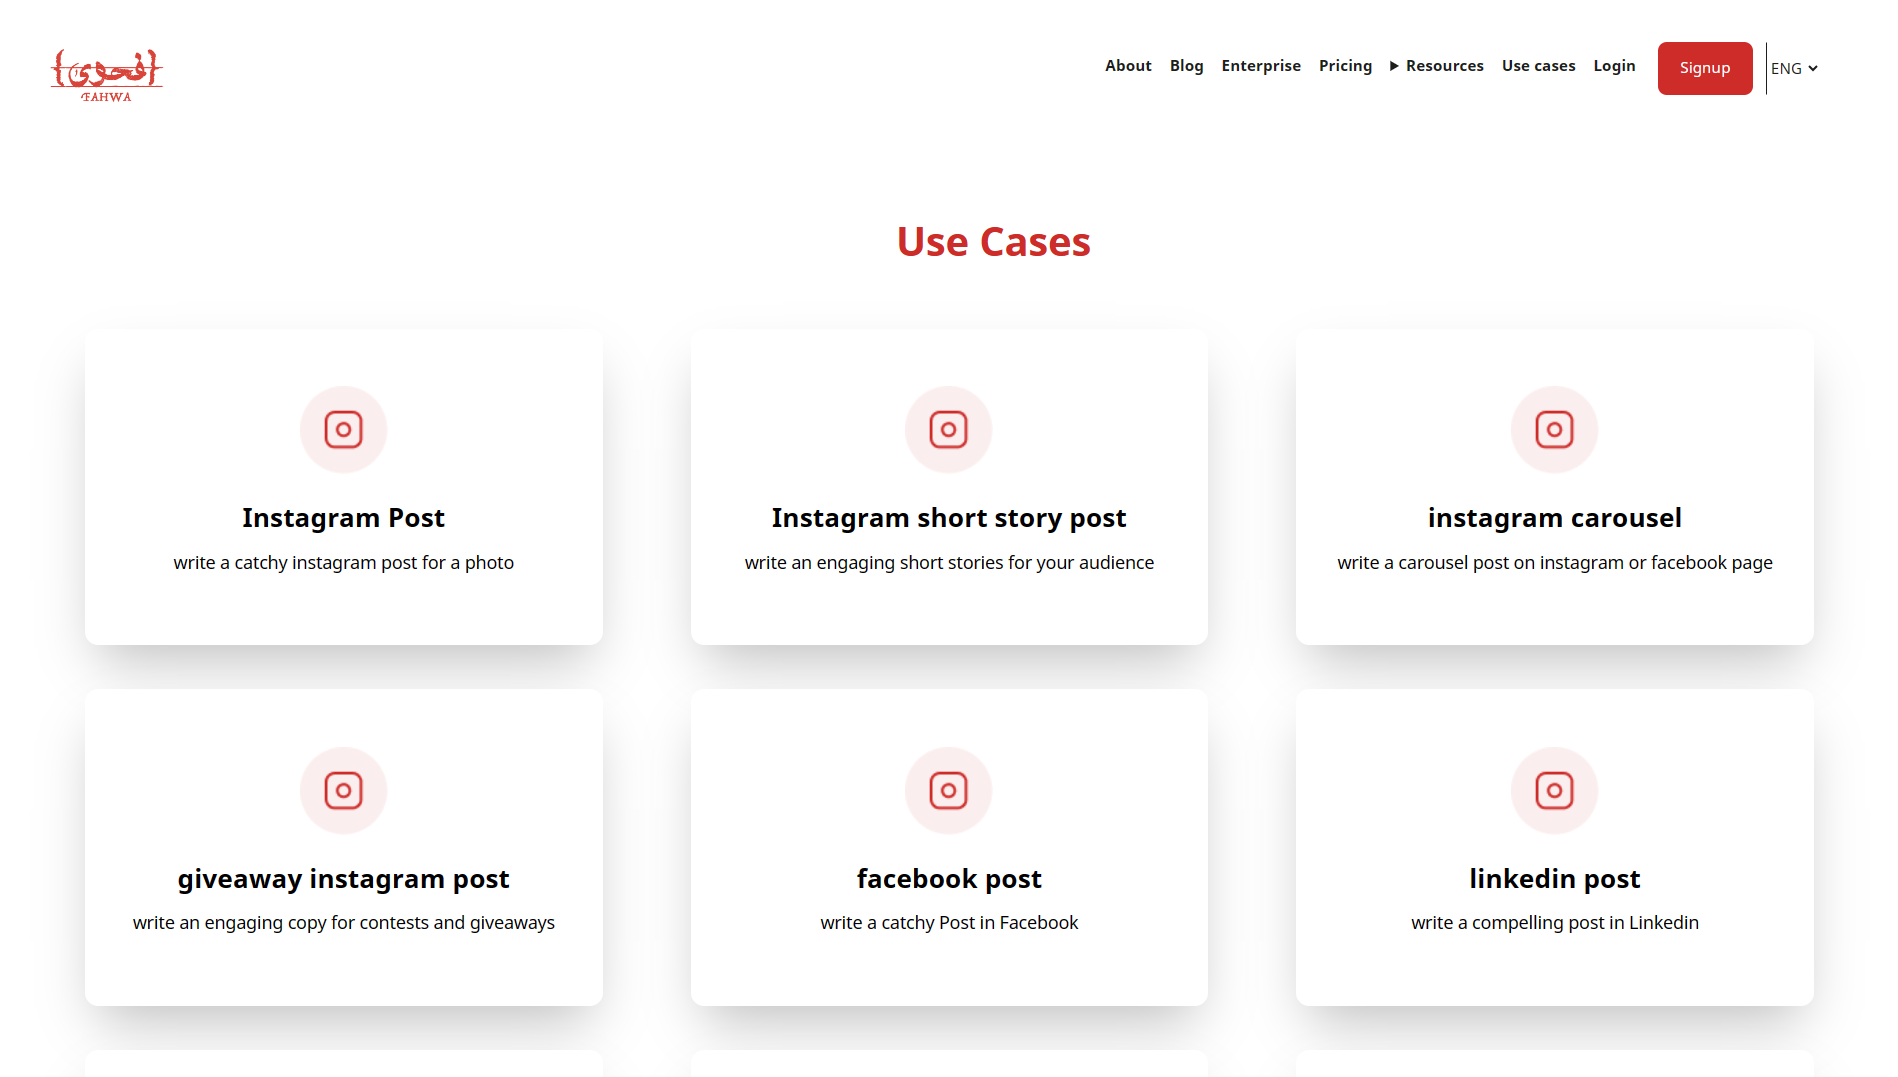 {فحوى}
FAHWA
About Blog Enterprise Pricing Resources Use cases Login Signup ENG
Use Cases
Instagram Post
write a catchy instagram post for a photo
Instagram short story post
write an engaging short stories for your audience
instagram carousel
write a carousel post on instagram or facebook page
giveaway instagram post
write an engaging copy for contests and giveaways
facebook post
write a catchy Post in Facebook
linkedin post
write a compelling post in Linkedin